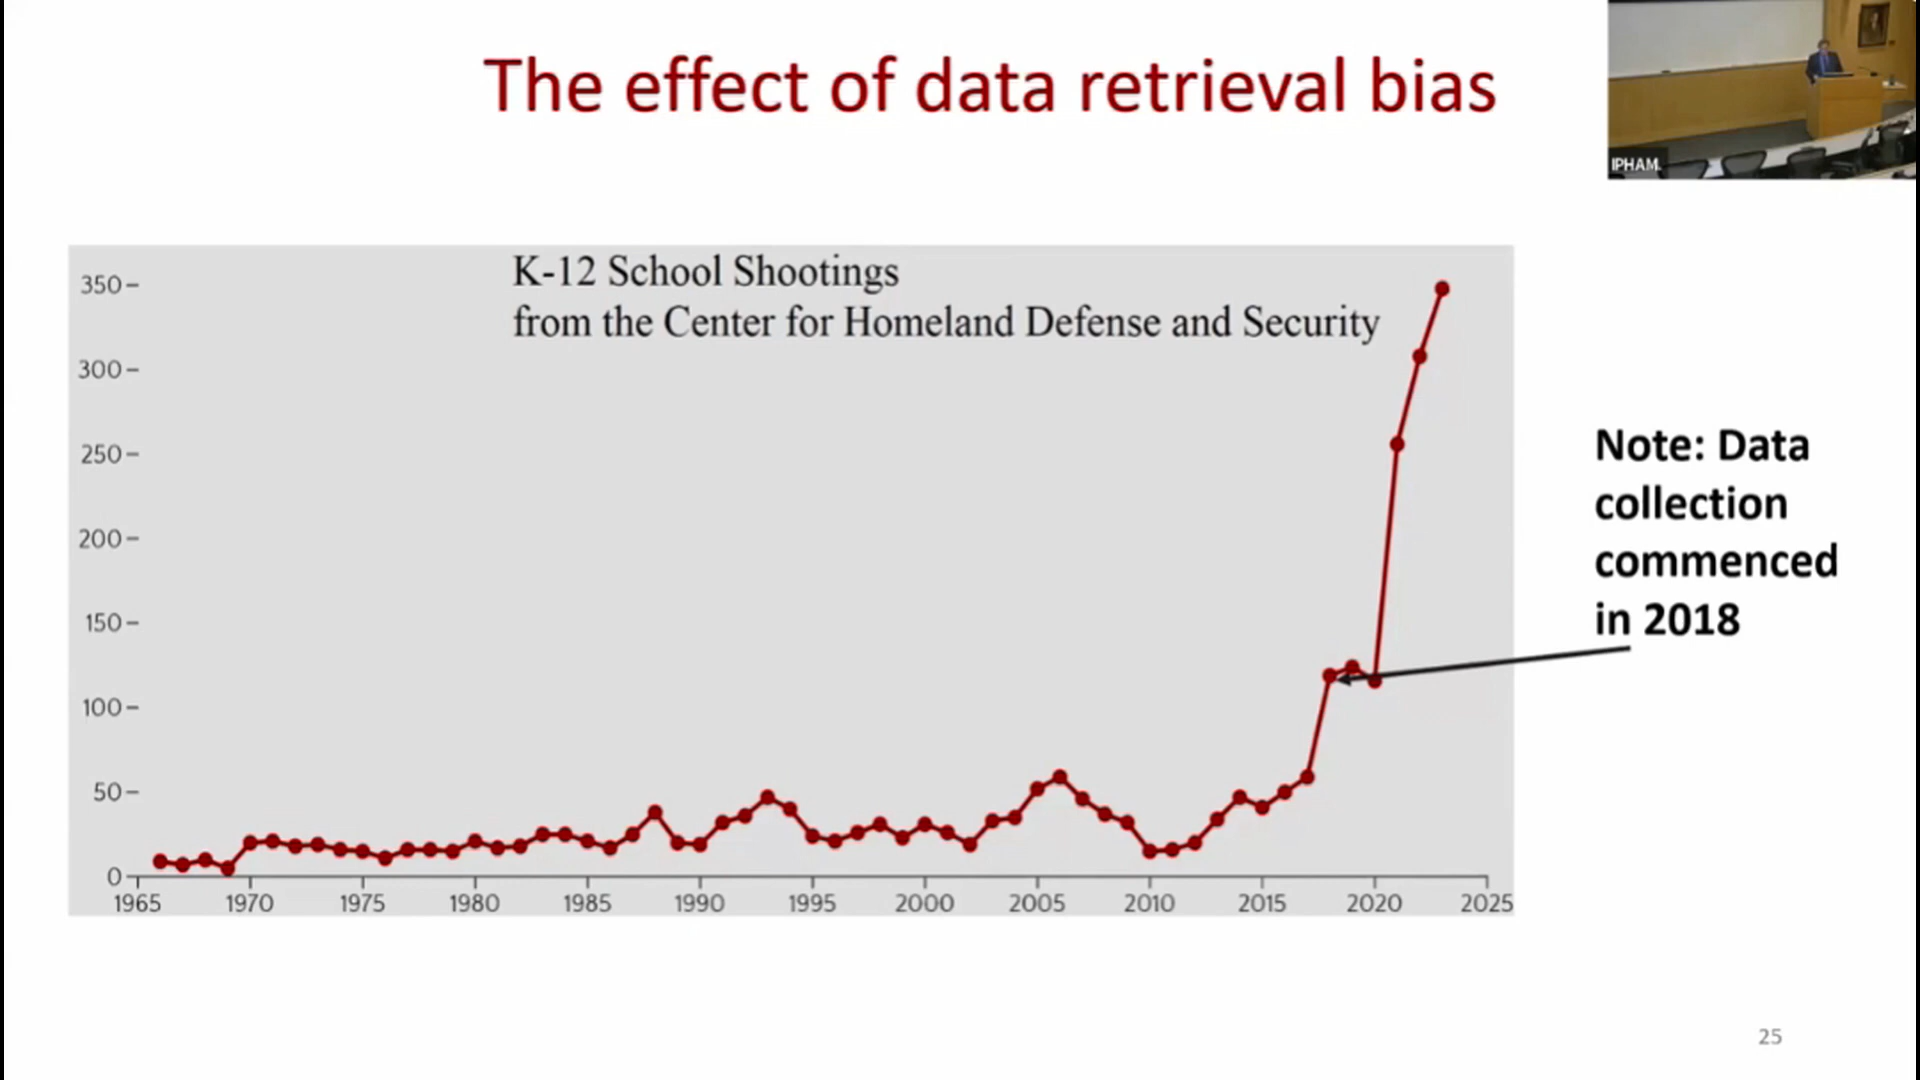 The effect of data retrieval bias
IPHAM
K-12 School Shootings
from the Center for Homeland Defense and Security
350
300
250
200
150
100
50
0
1965 1970 1975 1980 1985 1990 1995 2000 2005 2010 2015 2020 2025
Note: Data
collection
commenced
in 2018
25